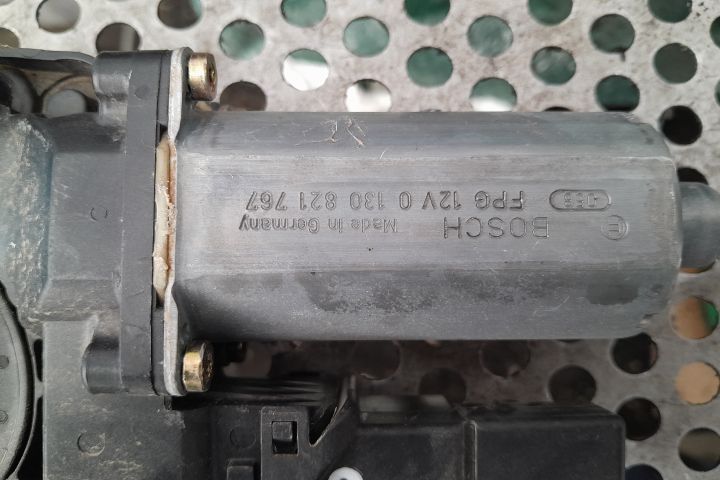 BOSCH
FPG 12V 0 130 821 767
Made in Germany